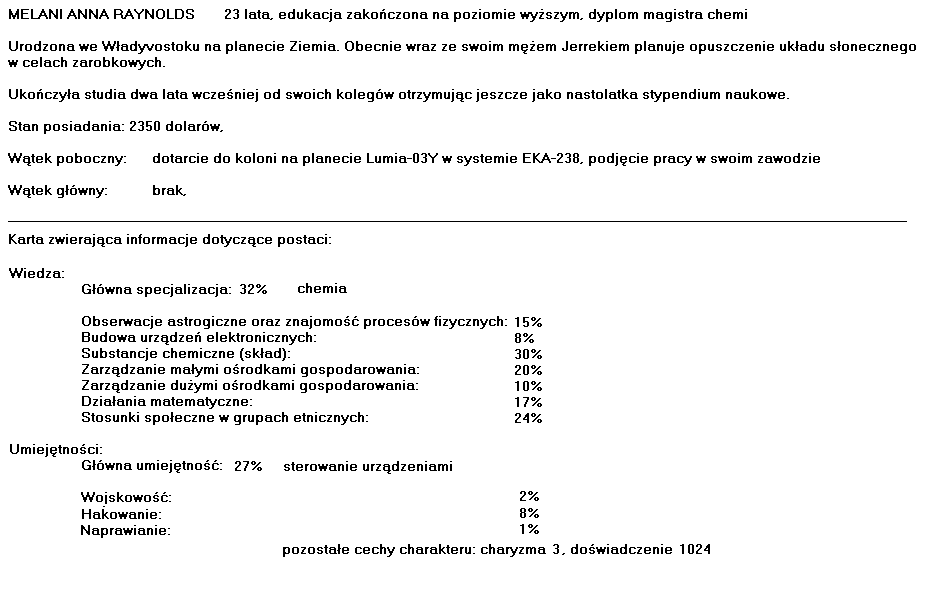 MELANI ANNA RAYNOLDS 23 lata, edukacja zakończona na poziomie wyższym, dyplom magistra chemi
Urodzona we Władyvostoku na planecie Ziemia. Obecnie wraz ze swoim mężem Jerrekiem planuje opuszczenie układu słonecznego
w celach zarobkowych.
Ukończyła studia dwa lata wcześniej od swoich kolegów otrzymując jeszcze jako nastolatka stypendium naukowe.
Stan posiadania: 2350 dolarów,
Wątek poboczny: dotarcie do koloni na planecie Lumia-03Y w systemie EKA-238, podjęcie pracy w swoim zawodzie
Wątek główny: brak,
Karta zwierająca informacje dotyczące postaci:
Wiedza:
Główna specjalizacja: 32% chemia
Obserwacje astrogiczne oraz znajomość procesów fizycznych: 15%
Budowa urządzeń elektronicznych: 8%
Substancje chemiczne (skład): 30%
Zarządzanie małymi ośrodkami gospodarowania: 20%
Zarządzanie dużymi ośrodkami gospodarowania: 10%
Działania matematyczne: 17%
Stosunki społeczne w grupach etnicznych: 24%
Umiejętności:
Główna umiejętność: 27% sterowanie urządzeniami
Wojskowość: 2%
Hakowanie: 8%
Naprawianie: 1%
pozostałe cechy charakteru: charyzma 3, doświadczenie 1024